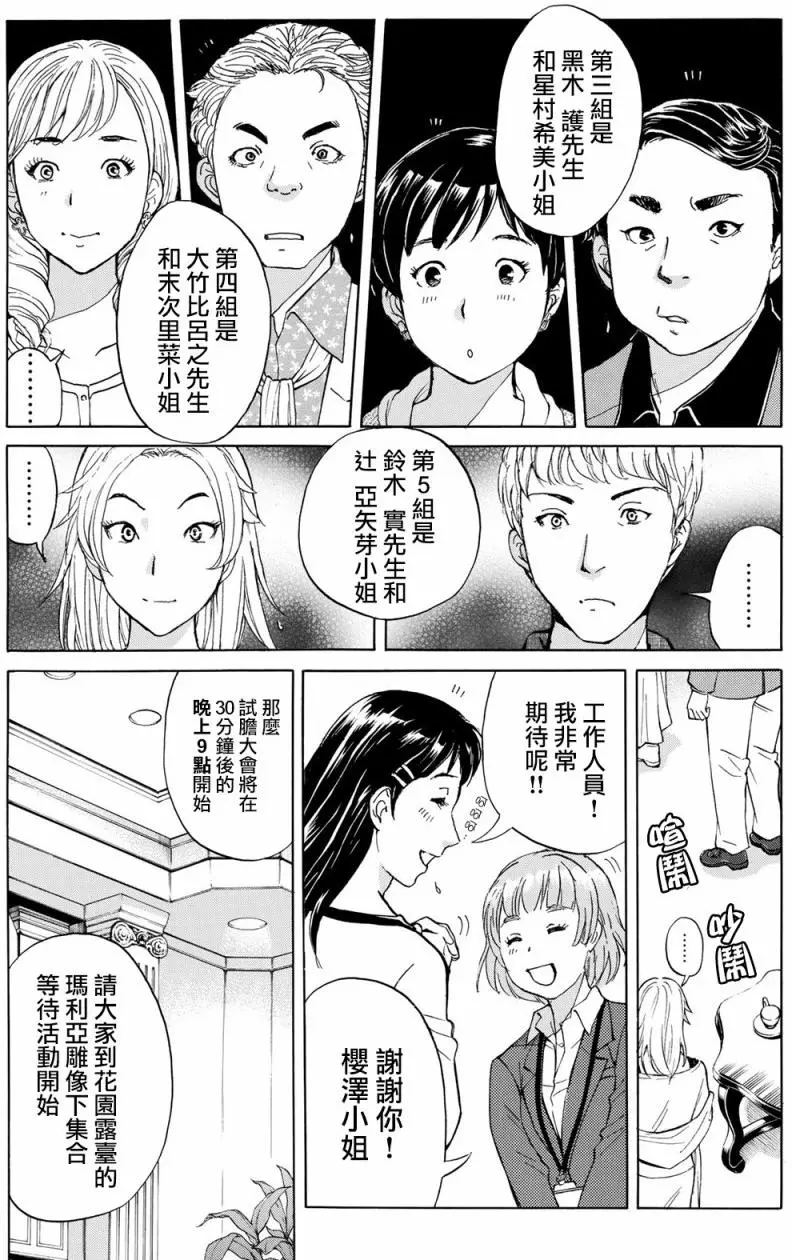 第三組是
黑木 護先生
和星村希美小姐
第四組是
大竹比呂之先生
和末次里菜小姐
………
第5組是
鈴木 實先生和
辻 亞矢芽小姐
………
………
喧鬧
吵鬧
……
工作人員！
我非常
期待呢!!
謝謝你！
櫻澤小姐
那麼
試膽大會將在
30分鐘後的
晚上9點開始
請大家到花園露臺的
瑪利亞雕像下集合
等待活動開始